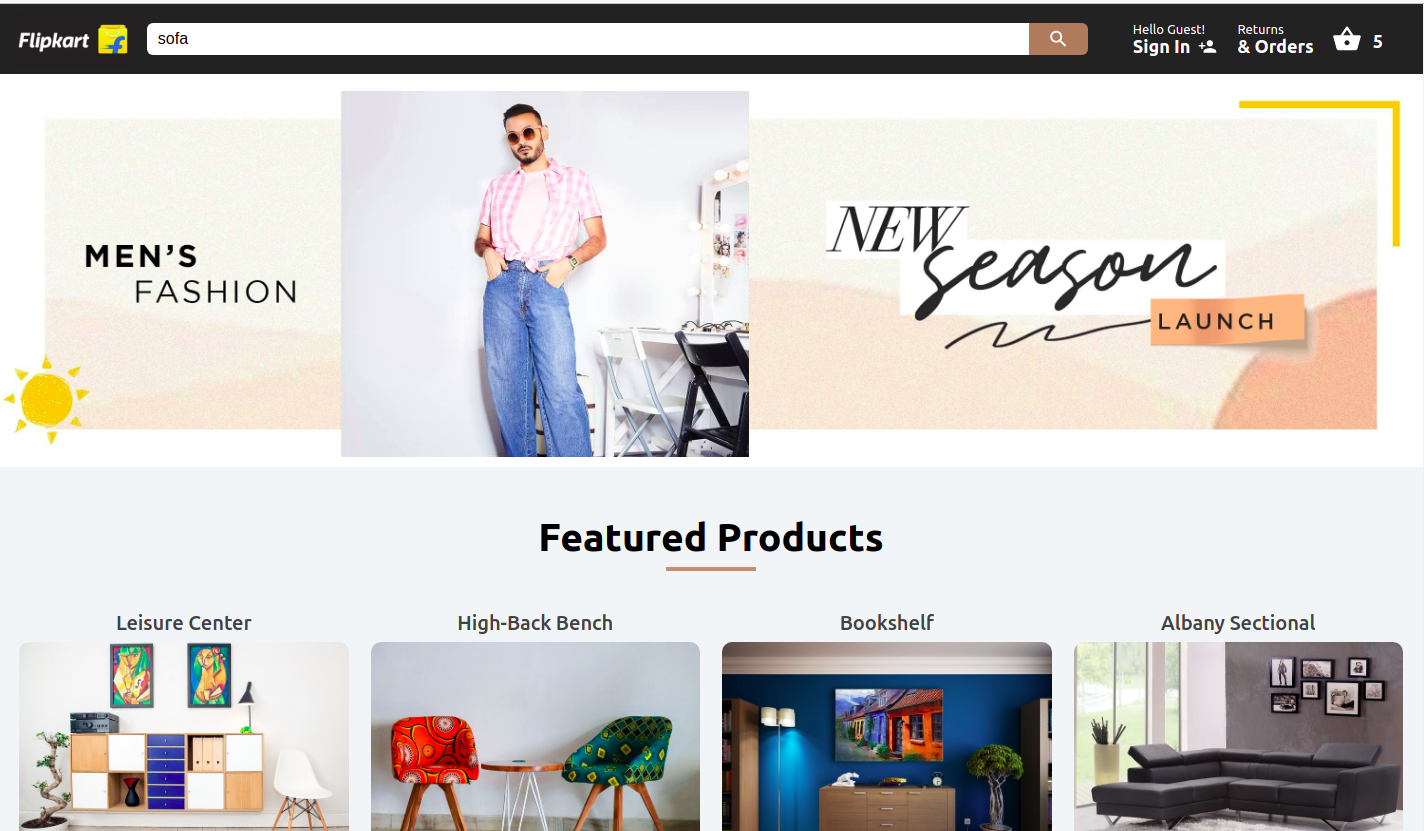 Flipkart
sofa
Hello Guest!
Sign In
Returns
& Orders
5
MEN'S
FASHION
NEW
season
LAUNCH
Featured Products
Leisure Center
High-Back Bench
Bookshelf
Albany Sectional